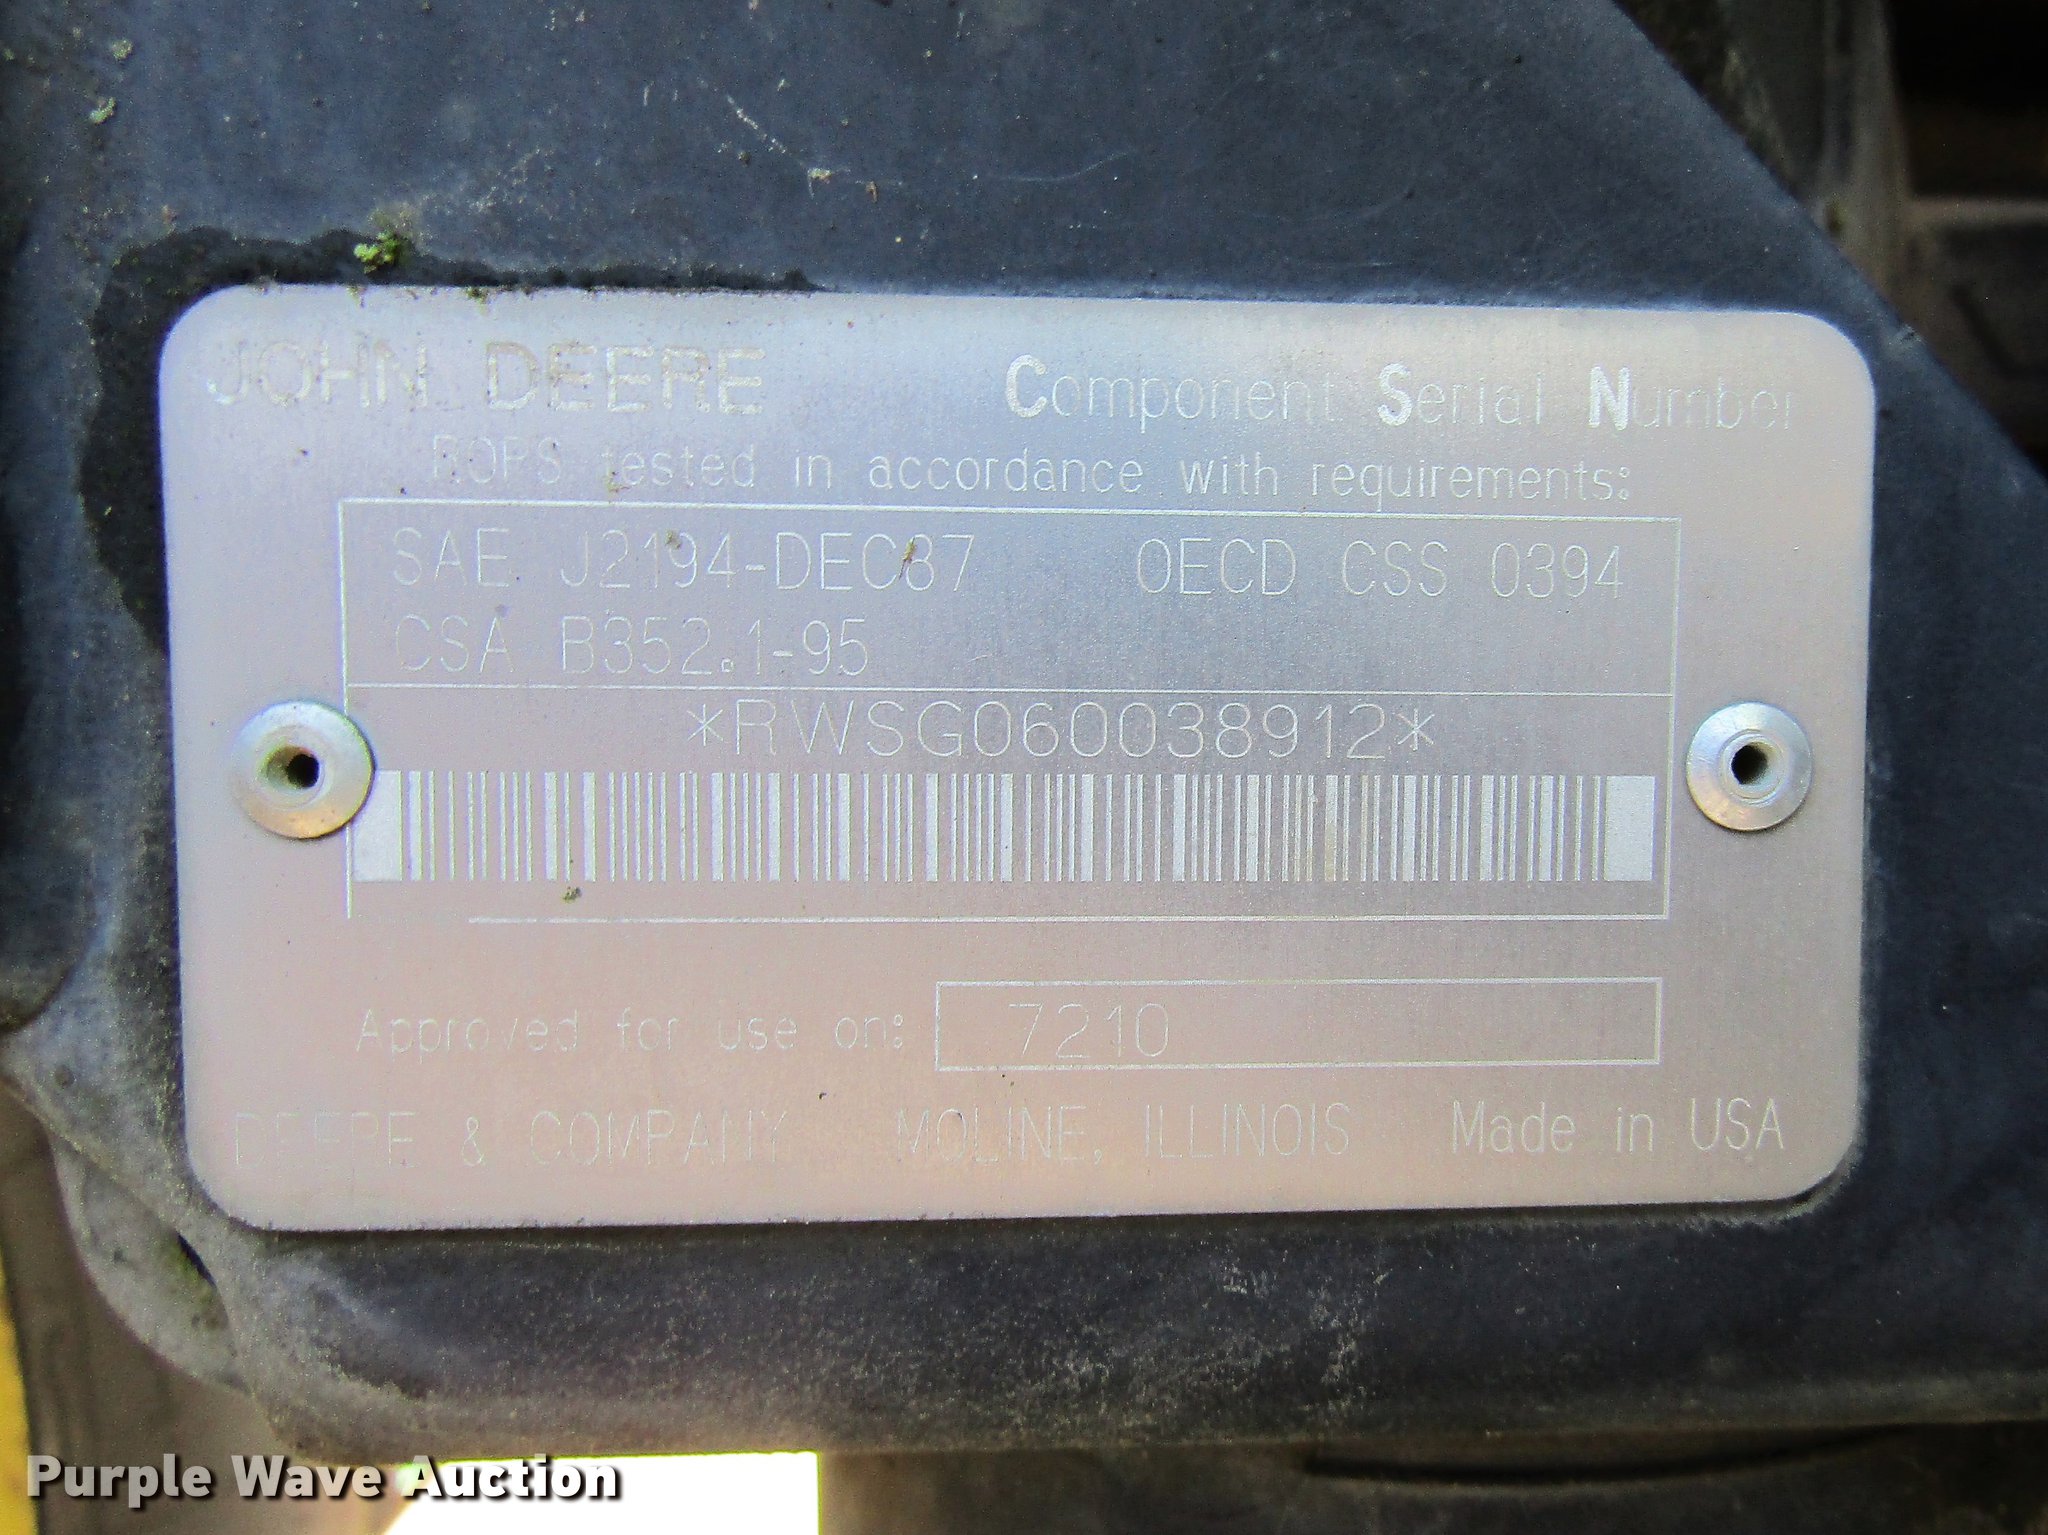 JOHN DEERE Component Serial Number
ROPS tested in accordance with requirements:
SAE J2194-DEC87 OECD CSS 0394
CSA B352.1-95
*RWSG060038912*
Approved for use on: 7210
DEERE & COMPANY MOLINE, ILLINOIS Made in USA
Purple Wave Auction